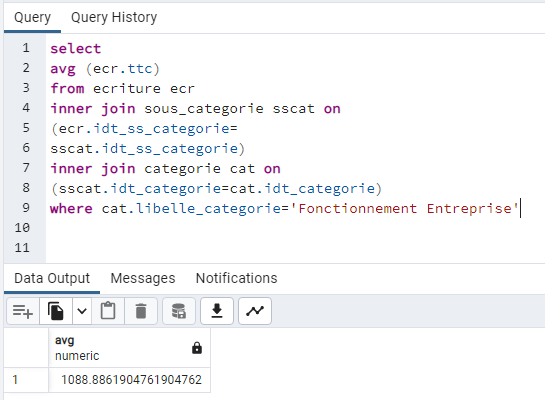 Query Query History
1 select
2 avg (ecr.ttc)
3 from ecriture ecr
4 inner join sous_categorie sscat on
5 (ecr.idt_ss_categorie=
6 sscat.idt_ss_categorie)
7 inner join categorie cat on
8 (sscat.idt_categorie=cat.idt_categorie)
9 where cat.libelle_categorie='Fonctionnement Entreprise'
10
11
Data Output Messages Notifications
avg
numeric
1 1088.8861904761904762